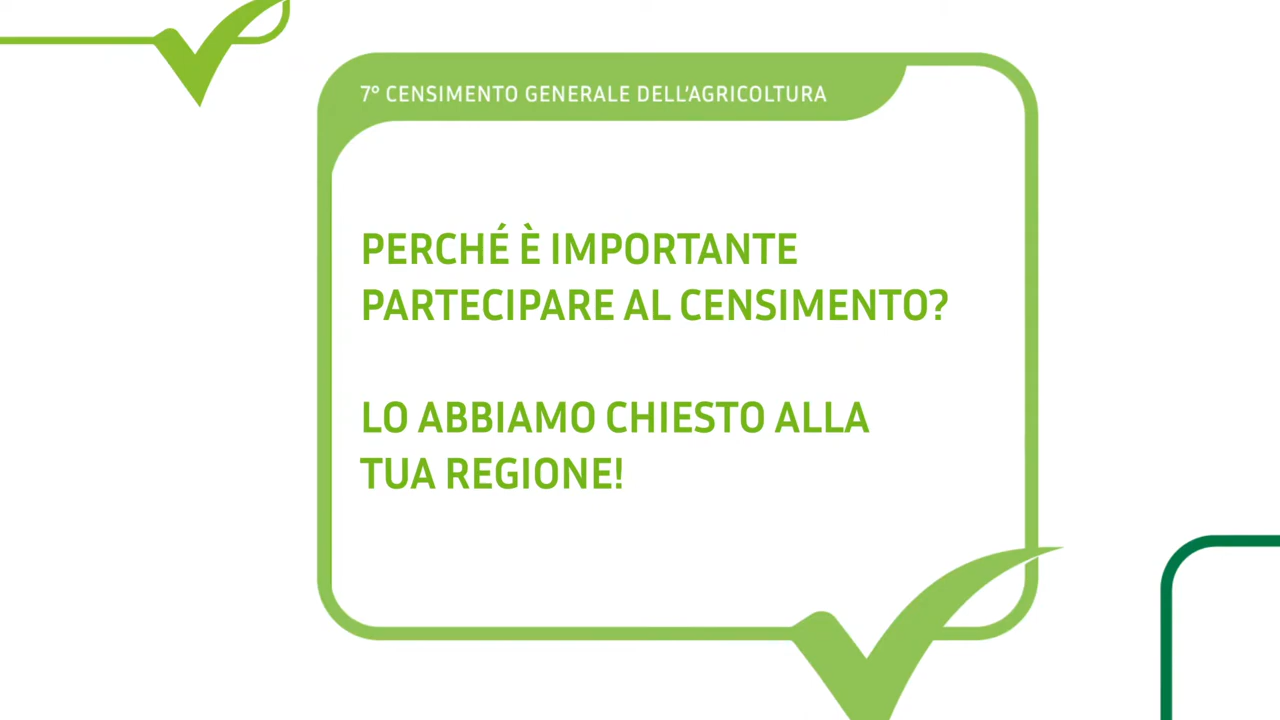 7° CENSIMENTO GENERALE DELL'AGRICOLTURA
PERCHÉ È IMPORTANTE
PARTECIPARE AL CENSIMENTO?
LO ABBIAMO CHIESTO ALLA
TUA REGIONE!